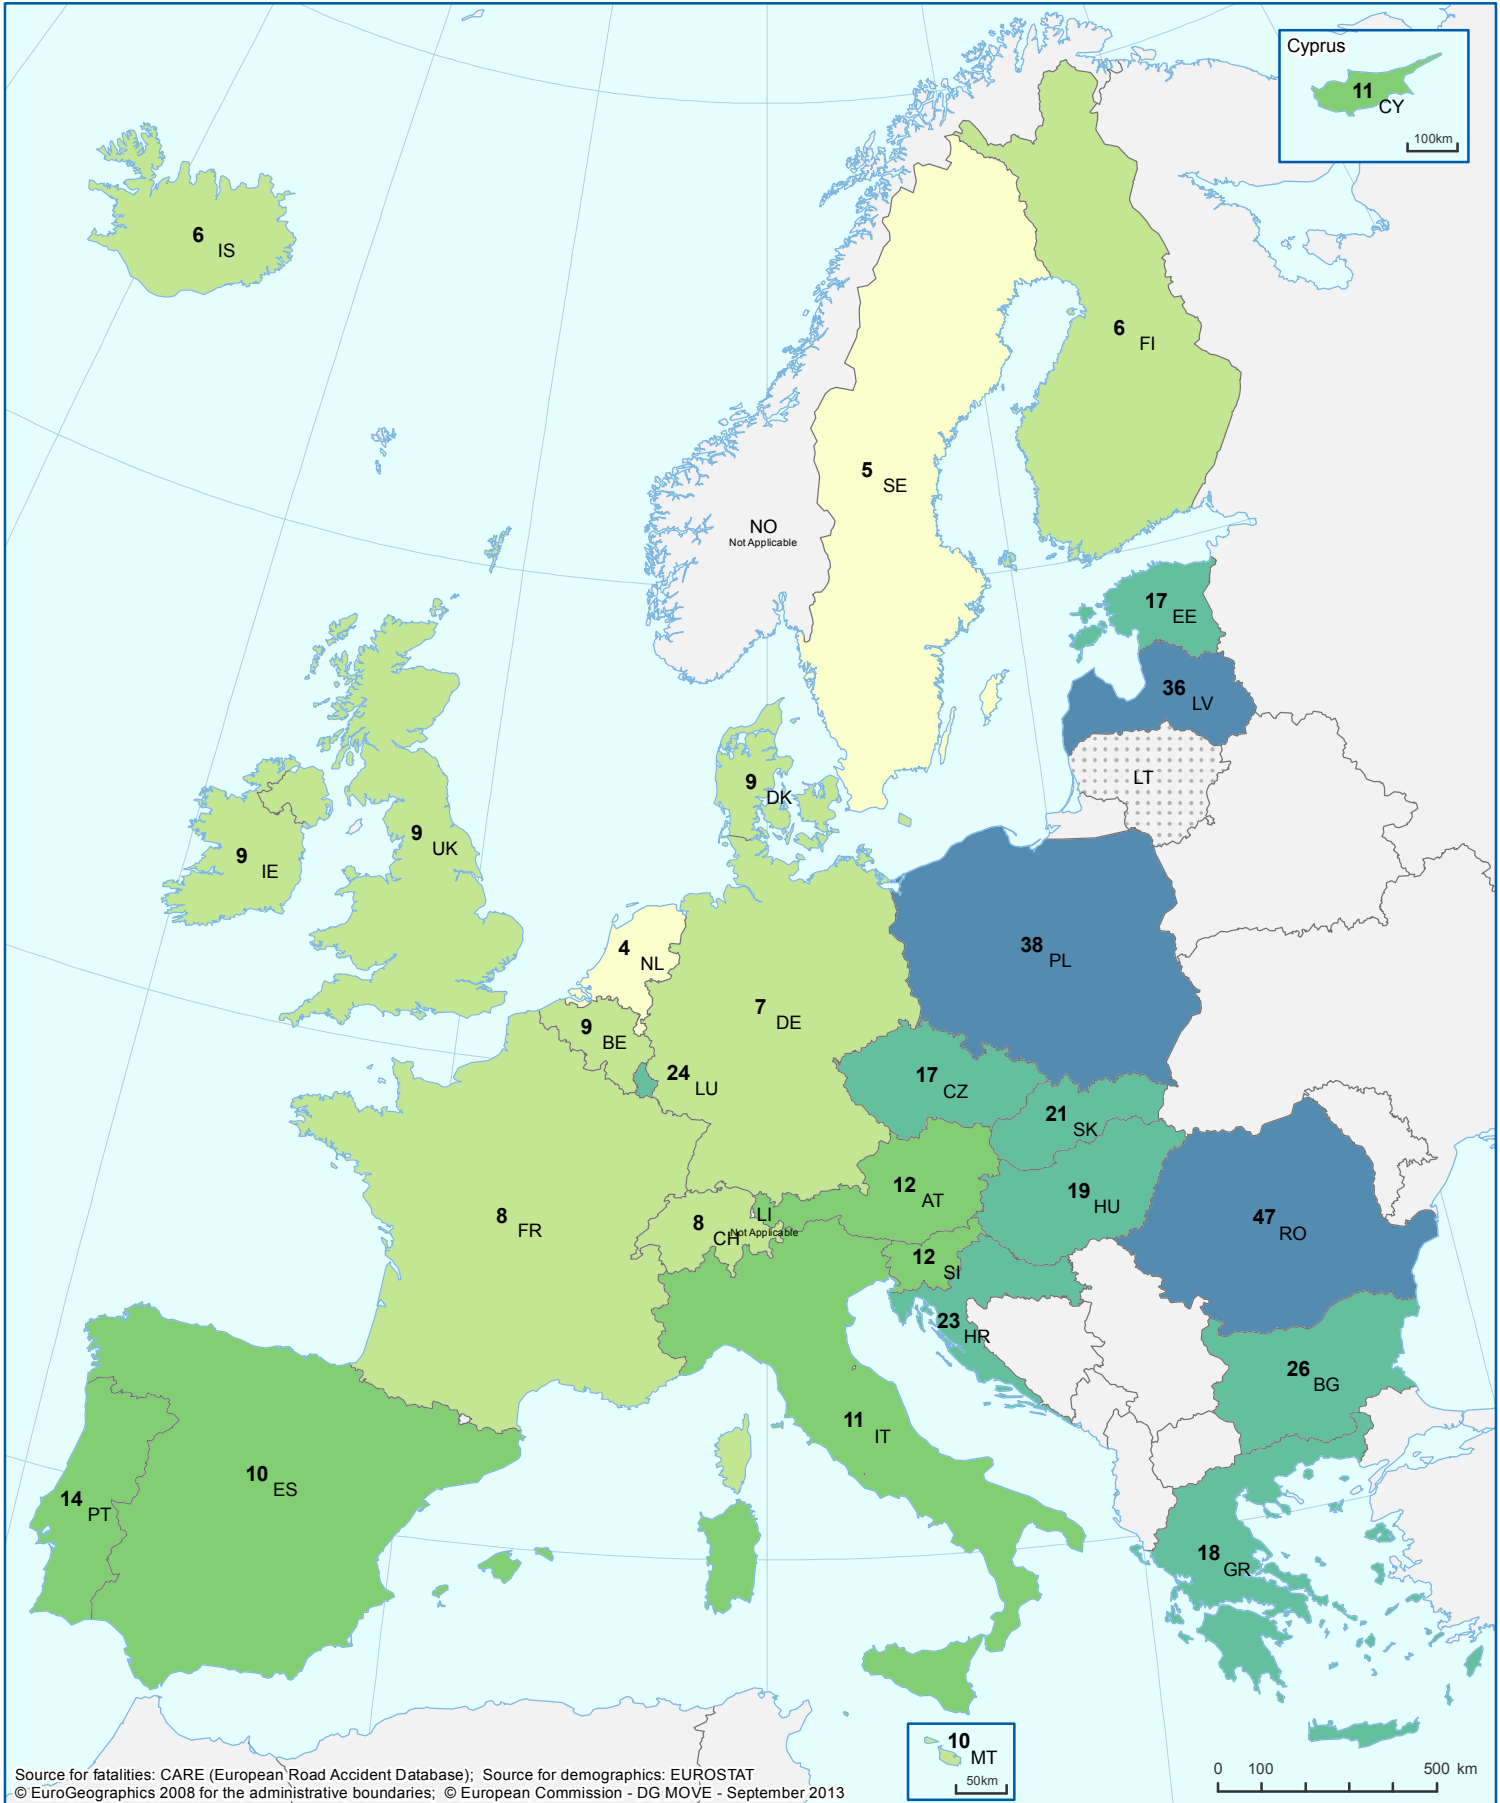 Cyprus
11
CY
100km
6
IS
6
FI
5
SE
NO
Not Applicable
17
EE
36
LV
LT
9
DK
9
UK
9
IE
4
NL
38
PL
7
DE
9
BE
24
LU
17
CZ
21
SK
12
AT
19
HU
47
RO
8
FR
8
CH
LI
Not Applicable
12
SI
23
HR
26
BG
11
IT
10
ES
14
PT
18
GR
10
MT
50km
0 100 500 km
Source for fatalities: CARE (European Road Accident Database); Source for demographics: EUROSTAT
© EuroGeographics 2008 for the administrative boundaries; © European Commission - DG MOVE - September 2013